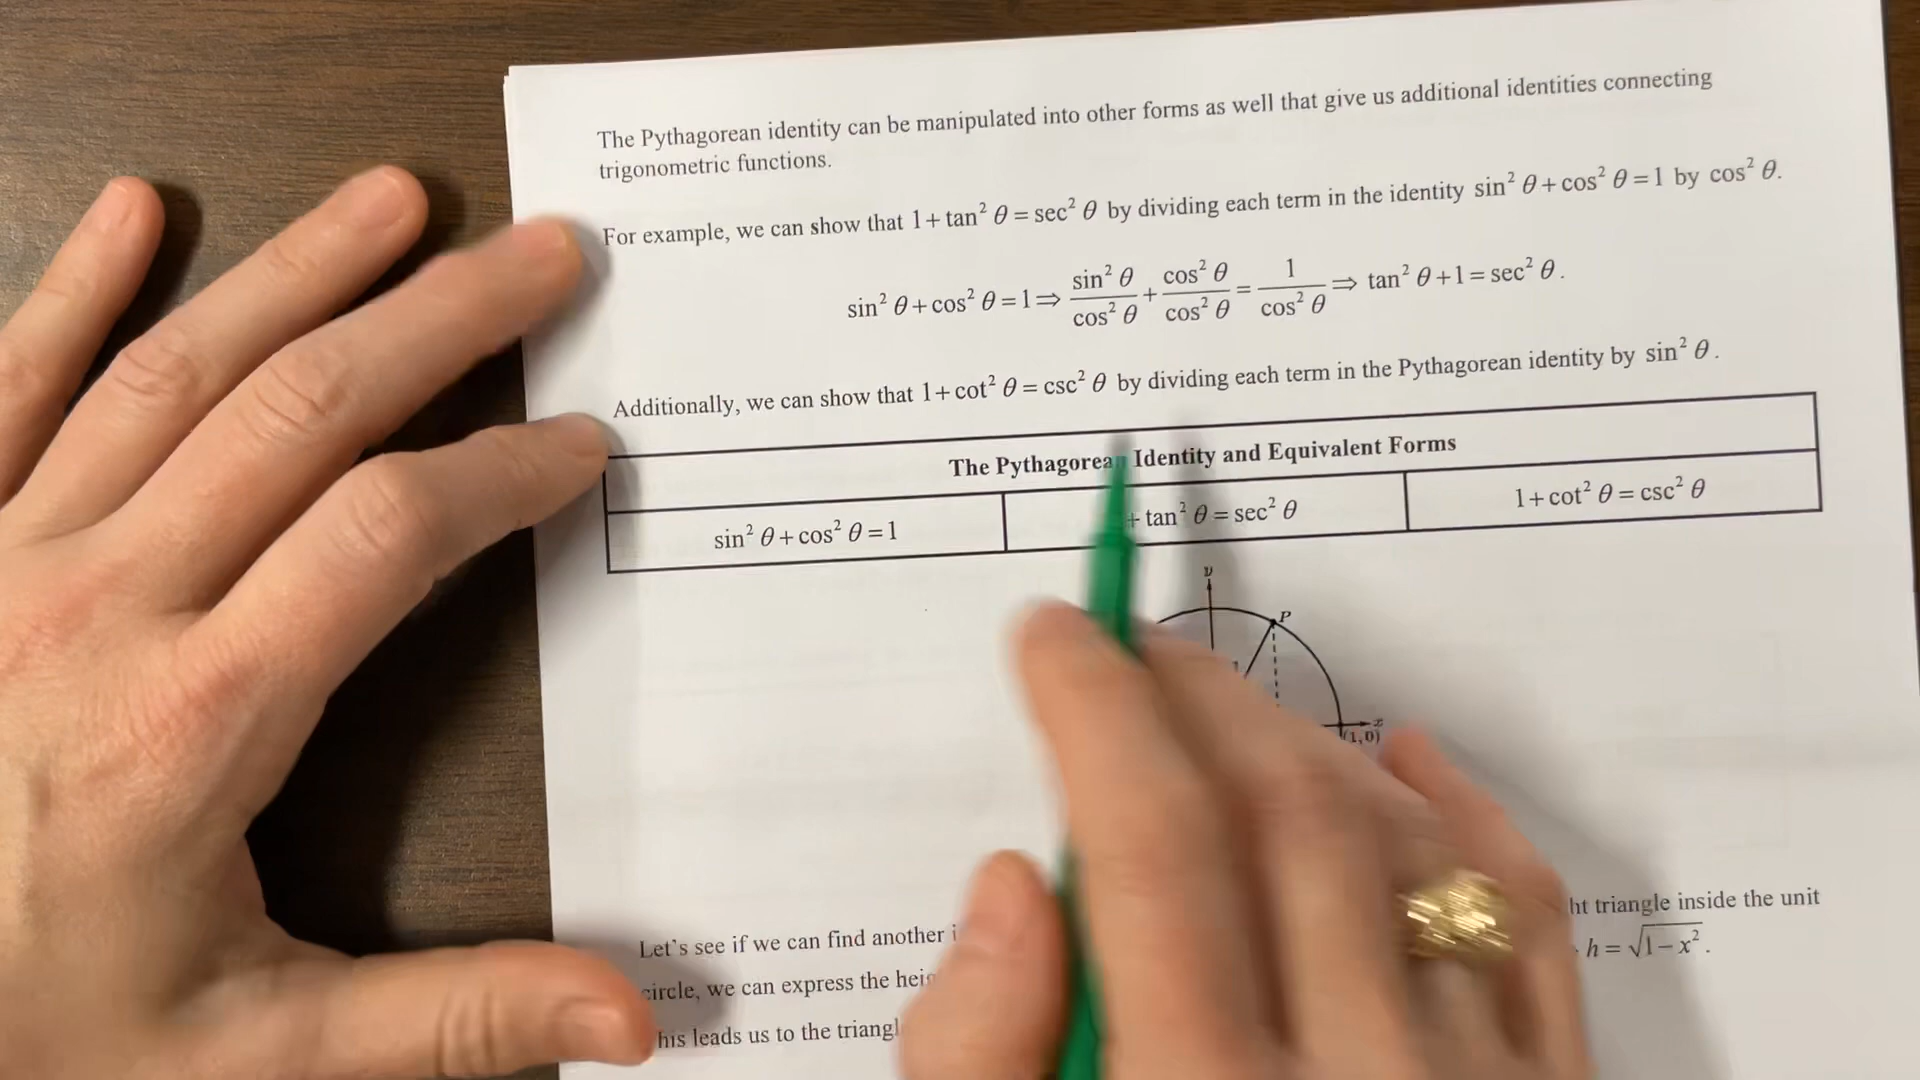 The Pythagorean identity can be manipulated into other forms as well that give us additional identities connecting
trigonometric functions.
For example, we can show that 1 + tan² θ = sec² θ by dividing each term in the identity sin² θ + cos² θ = 1 by cos² θ.
sin² θ + cos² θ = 1 ⇒ sin² θ / cos² θ + cos² θ / cos² θ = 1 / cos² θ ⇒ tan² θ + 1 = sec² θ.
Additionally, we can show that 1 + cot² θ = csc² θ by dividing each term in the Pythagorean identity by sin² θ.
The Pythagorean Identity and Equivalent Forms
sin² θ + cos² θ = 1
+ tan² θ = sec² θ
1 + cot² θ = csc² θ
y
P
1
x
(1,0)
Let's see if we can find another
triangle inside the unit
circle, we can express the
h = √(1 − x²).
leads us to the